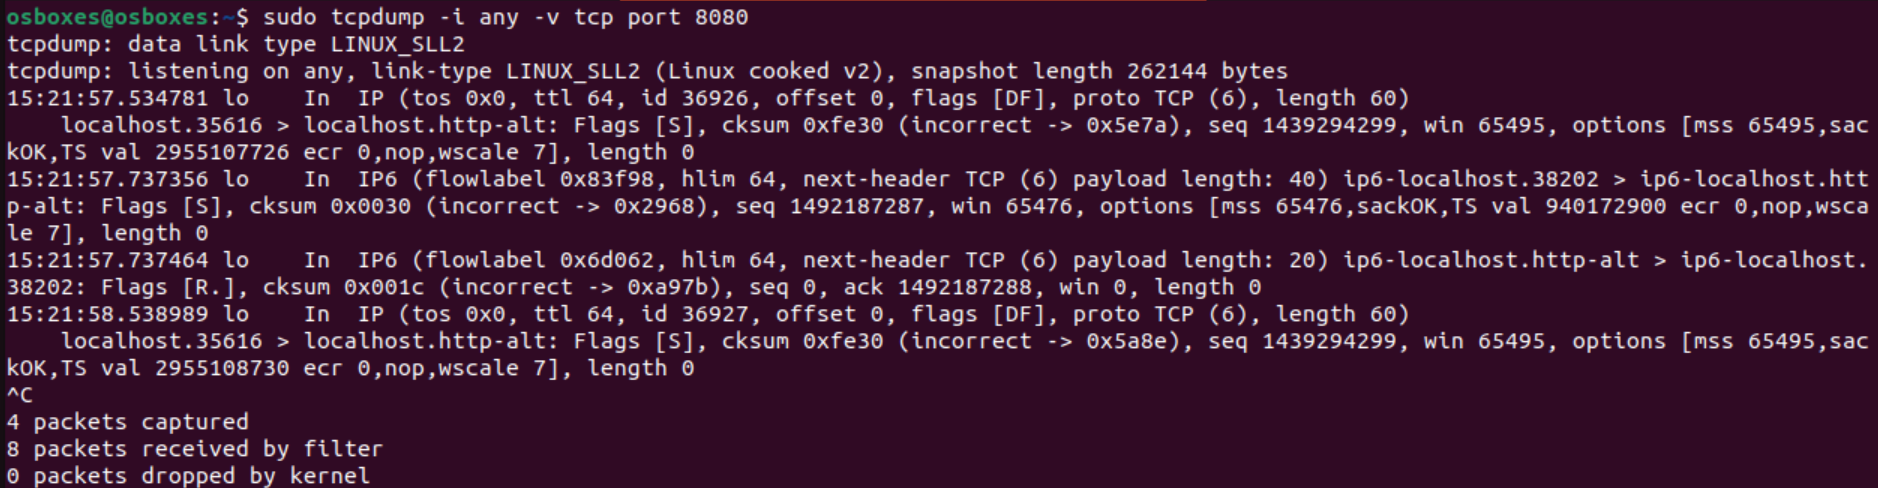 osboxes@osboxes:~$ sudo tcpdump -i any -v tcp port 8080
tcpdump: data link type LINUX_SLL2
tcpdump: listening on any, link-type LINUX_SLL2 (Linux cooked v2), snapshot length 262144 bytes
15:21:57.534781 lo    In  IP (tos 0x0, ttl 64, id 36926, offset 0, flags [DF], proto TCP (6), length 60)
    localhost.35616 > localhost.http-alt: Flags [S], cksum 0xfe30 (incorrect -> 0x5e7a), seq 1439294299, win 65495, options [mss 65495,sac
kOK,TS val 2955107726 ecr 0,nop,wscale 7], length 0
15:21:57.737356 lo    In  IP6 (flowlabel 0x83f98, hlim 64, next-header TCP (6) payload length: 40) ip6-localhost.38202 > ip6-localhost.htt
p-alt: Flags [S], cksum 0x0030 (incorrect -> 0x2968), seq 1492187287, win 65476, options [mss 65476,sackOK,TS val 940172900 ecr 0,nop,wsca
le 7], length 0
15:21:57.737464 lo    In  IP6 (flowlabel 0x6d062, hlim 64, next-header TCP (6) payload length: 20) ip6-localhost.http-alt > ip6-localhost.
38202: Flags [R.], cksum 0x001c (incorrect -> 0xa97b), seq 0, ack 1492187288, win 0, length 0
15:21:58.538989 lo    In  IP (tos 0x0, ttl 64, id 36927, offset 0, flags [DF], proto TCP (6), length 60)
    localhost.35616 > localhost.http-alt: Flags [S], cksum 0xfe30 (incorrect -> 0x5a8e), seq 1439294299, win 65495, options [mss 65495,sac
kOK,TS val 2955108730 ecr 0,nop,wscale 7], length 0
^C
4 packets captured
8 packets received by filter
0 packets dropped by kernel